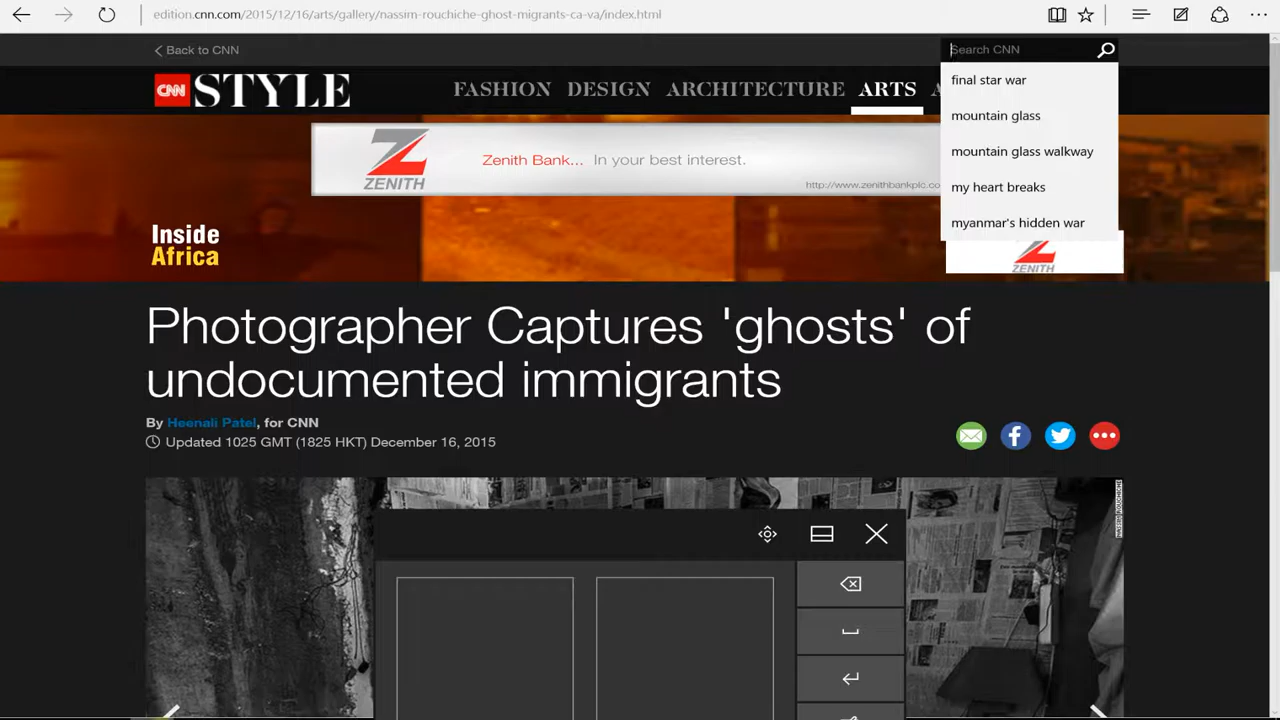 edition.cnn.com/2015/12/16/arts/gallery/nassim-rouchiche-ghost-migrants-ca-va/index.html
Back to CNN
Search CNN
CNN STYLE
FASHION DESIGN ARCHITECTURE ARTS A
final star war
mountain glass
mountain glass walkway
my heart breaks
myanmar's hidden war
ZENITH
Zenith Bank... In your best interest.
http://www.zenithbankplc.co
Inside
Africa
ZENITH
Photographer Captures 'ghosts' of
undocumented immigrants
By Heenali Patel, for CNN
Updated 1025 GMT (1825 HKT) December 16, 2015